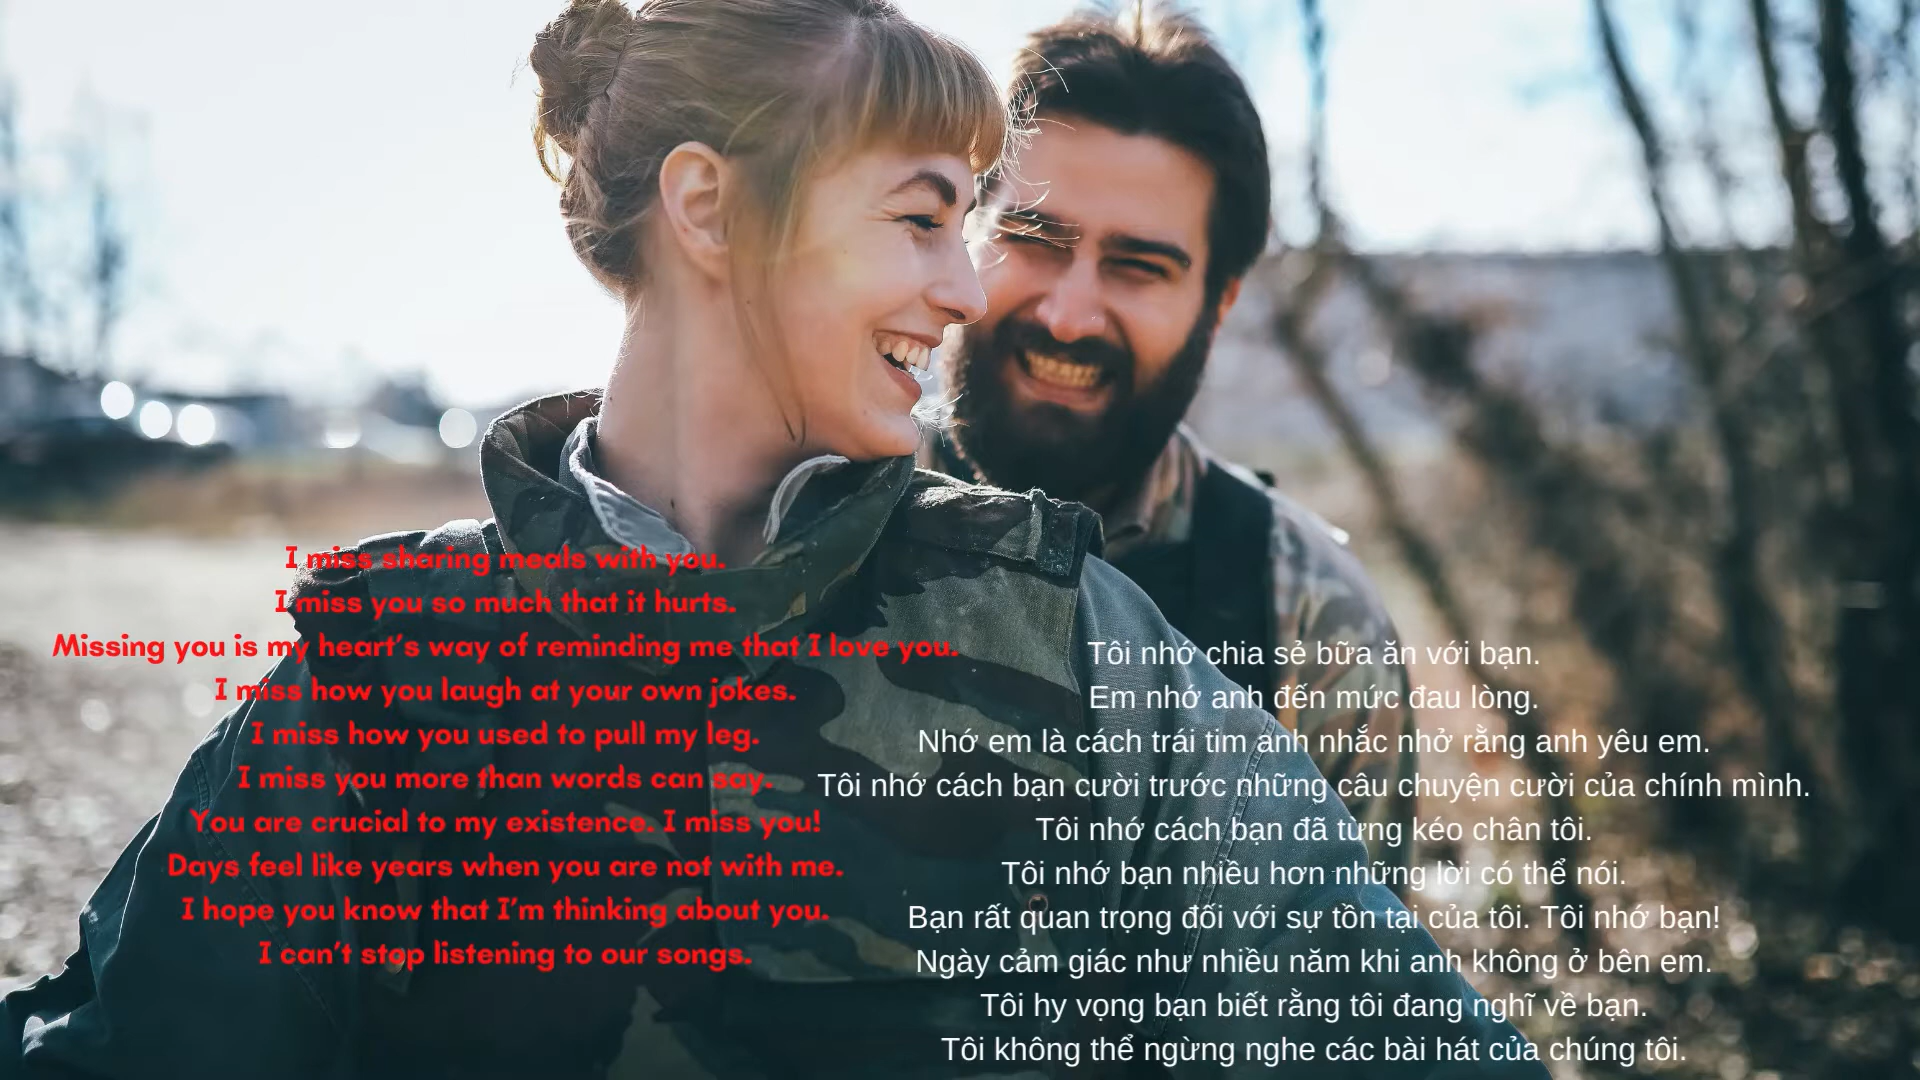 I miss sharing meals with you.
I miss you so much that it hurts.
Missing you is my heart's way of reminding me that I love you.
I miss how you laugh at your own jokes.
I miss how you used to pull my leg.
I miss you more than words can say.
You are crucial to my existence. I miss you!
Days feel like years when you are not with me.
I hope you know that I'm thinking about you.
I can't stop listening to our songs.
Tôi nhớ chia sẻ bữa ăn với bạn.
Em nhớ anh đến mức đau lòng.
Nhớ em là cách trái tim anh nhắc nhở rằng anh yêu em.
Tôi nhớ cách bạn cười trước những câu chuyện cười của chính mình.
Tôi nhớ cách bạn đã từng kéo chân tôi.
Tôi nhớ bạn nhiều hơn những lời có thể nói.
Bạn rất quan trọng đối với sự tồn tại của tôi. Tôi nhớ bạn!
Ngày cảm giác như nhiều năm khi anh không ở bên em.
Tôi hy vọng bạn biết rằng tôi đang nghĩ về bạn.
Tôi không thể ngừng nghe các bài hát của chúng tôi.